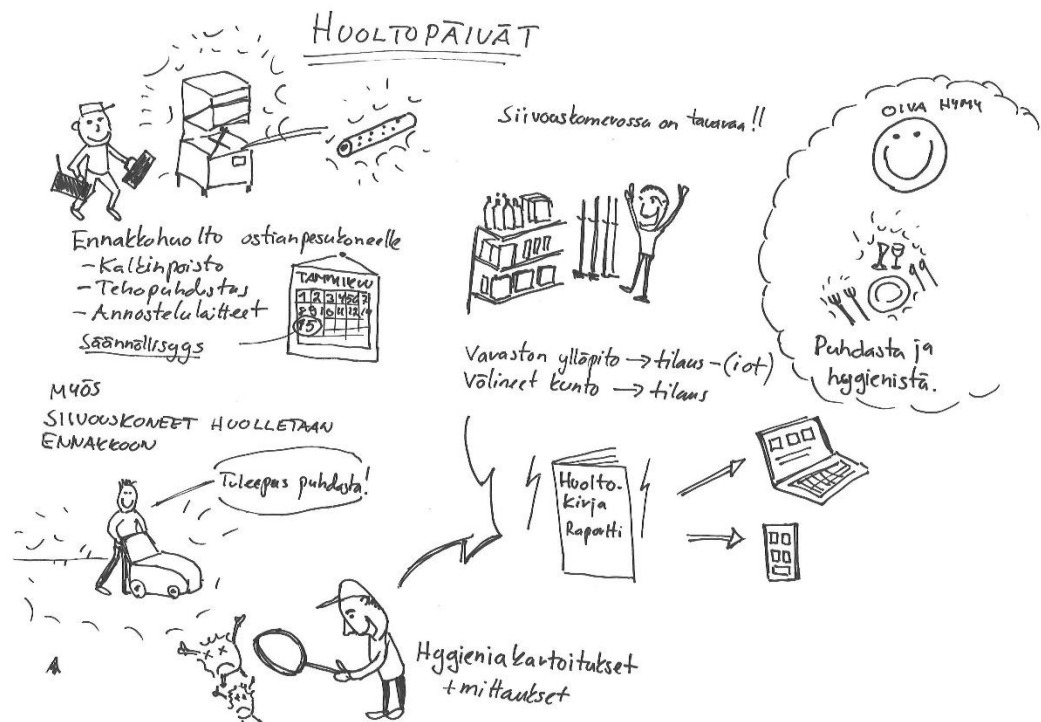 HUOLTOPÄIVÄT
Ennakkohuolto astianpesukoneelle
- Kalkinpoisto
- Tehopuhdistus
- Annostelulaitteet
Säännöllisyys
TAMMIKUU
1 2 3 4 5 6 7
8 9 10 11 12 14
15
MYÖS
SIIVOUSKONEET HUOLLETAAN
ENNAKKOON
Tuleepas puhdasta!
Hygieniakartoitukset
+ mittaukset
Siivouskomerossa on tavaraa!!
Varaston ylläpito → tilaus - (iot)
Välineet kunto → tilaus
Huolto-
kirja
Raportti
OIVA HYMY
Puhdasta ja
hygienistä.